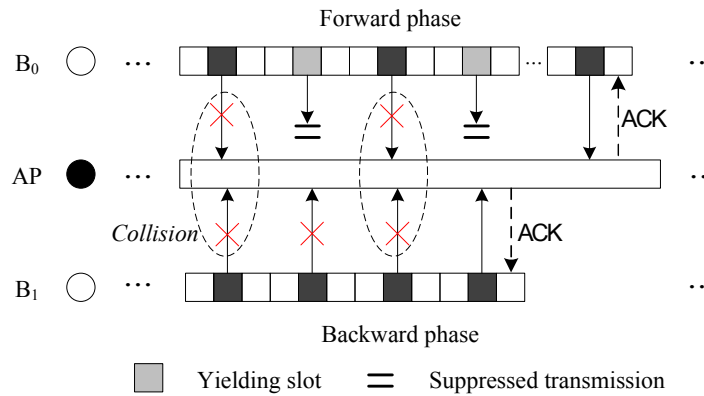 Forward phase
B₀ ... ... ..
ACK
AP ... ..
Collision
ACK
B₁ ... ..
Backward phase
Yielding slot = Suppressed transmission